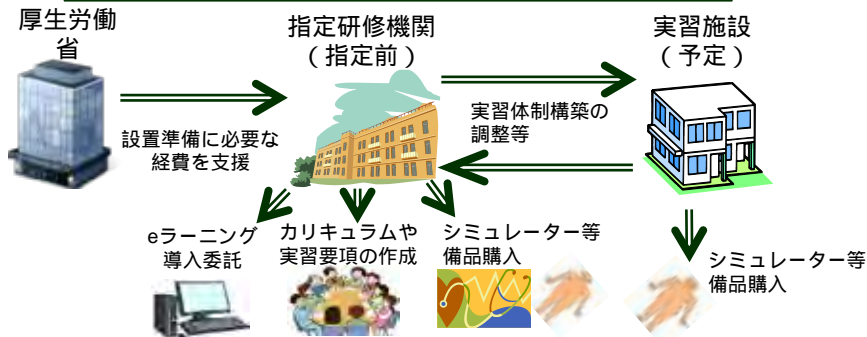 厚生労働
省
指定研修機関
（指定前）
実習施設
（予定）
設置準備に必要な
経費を支援
実習体制構築の
調整等
eラーニング
導入委託
カリキュラムや
実習要項の作成
シミュレーター等
備品購入
シミュレーター等
備品購入